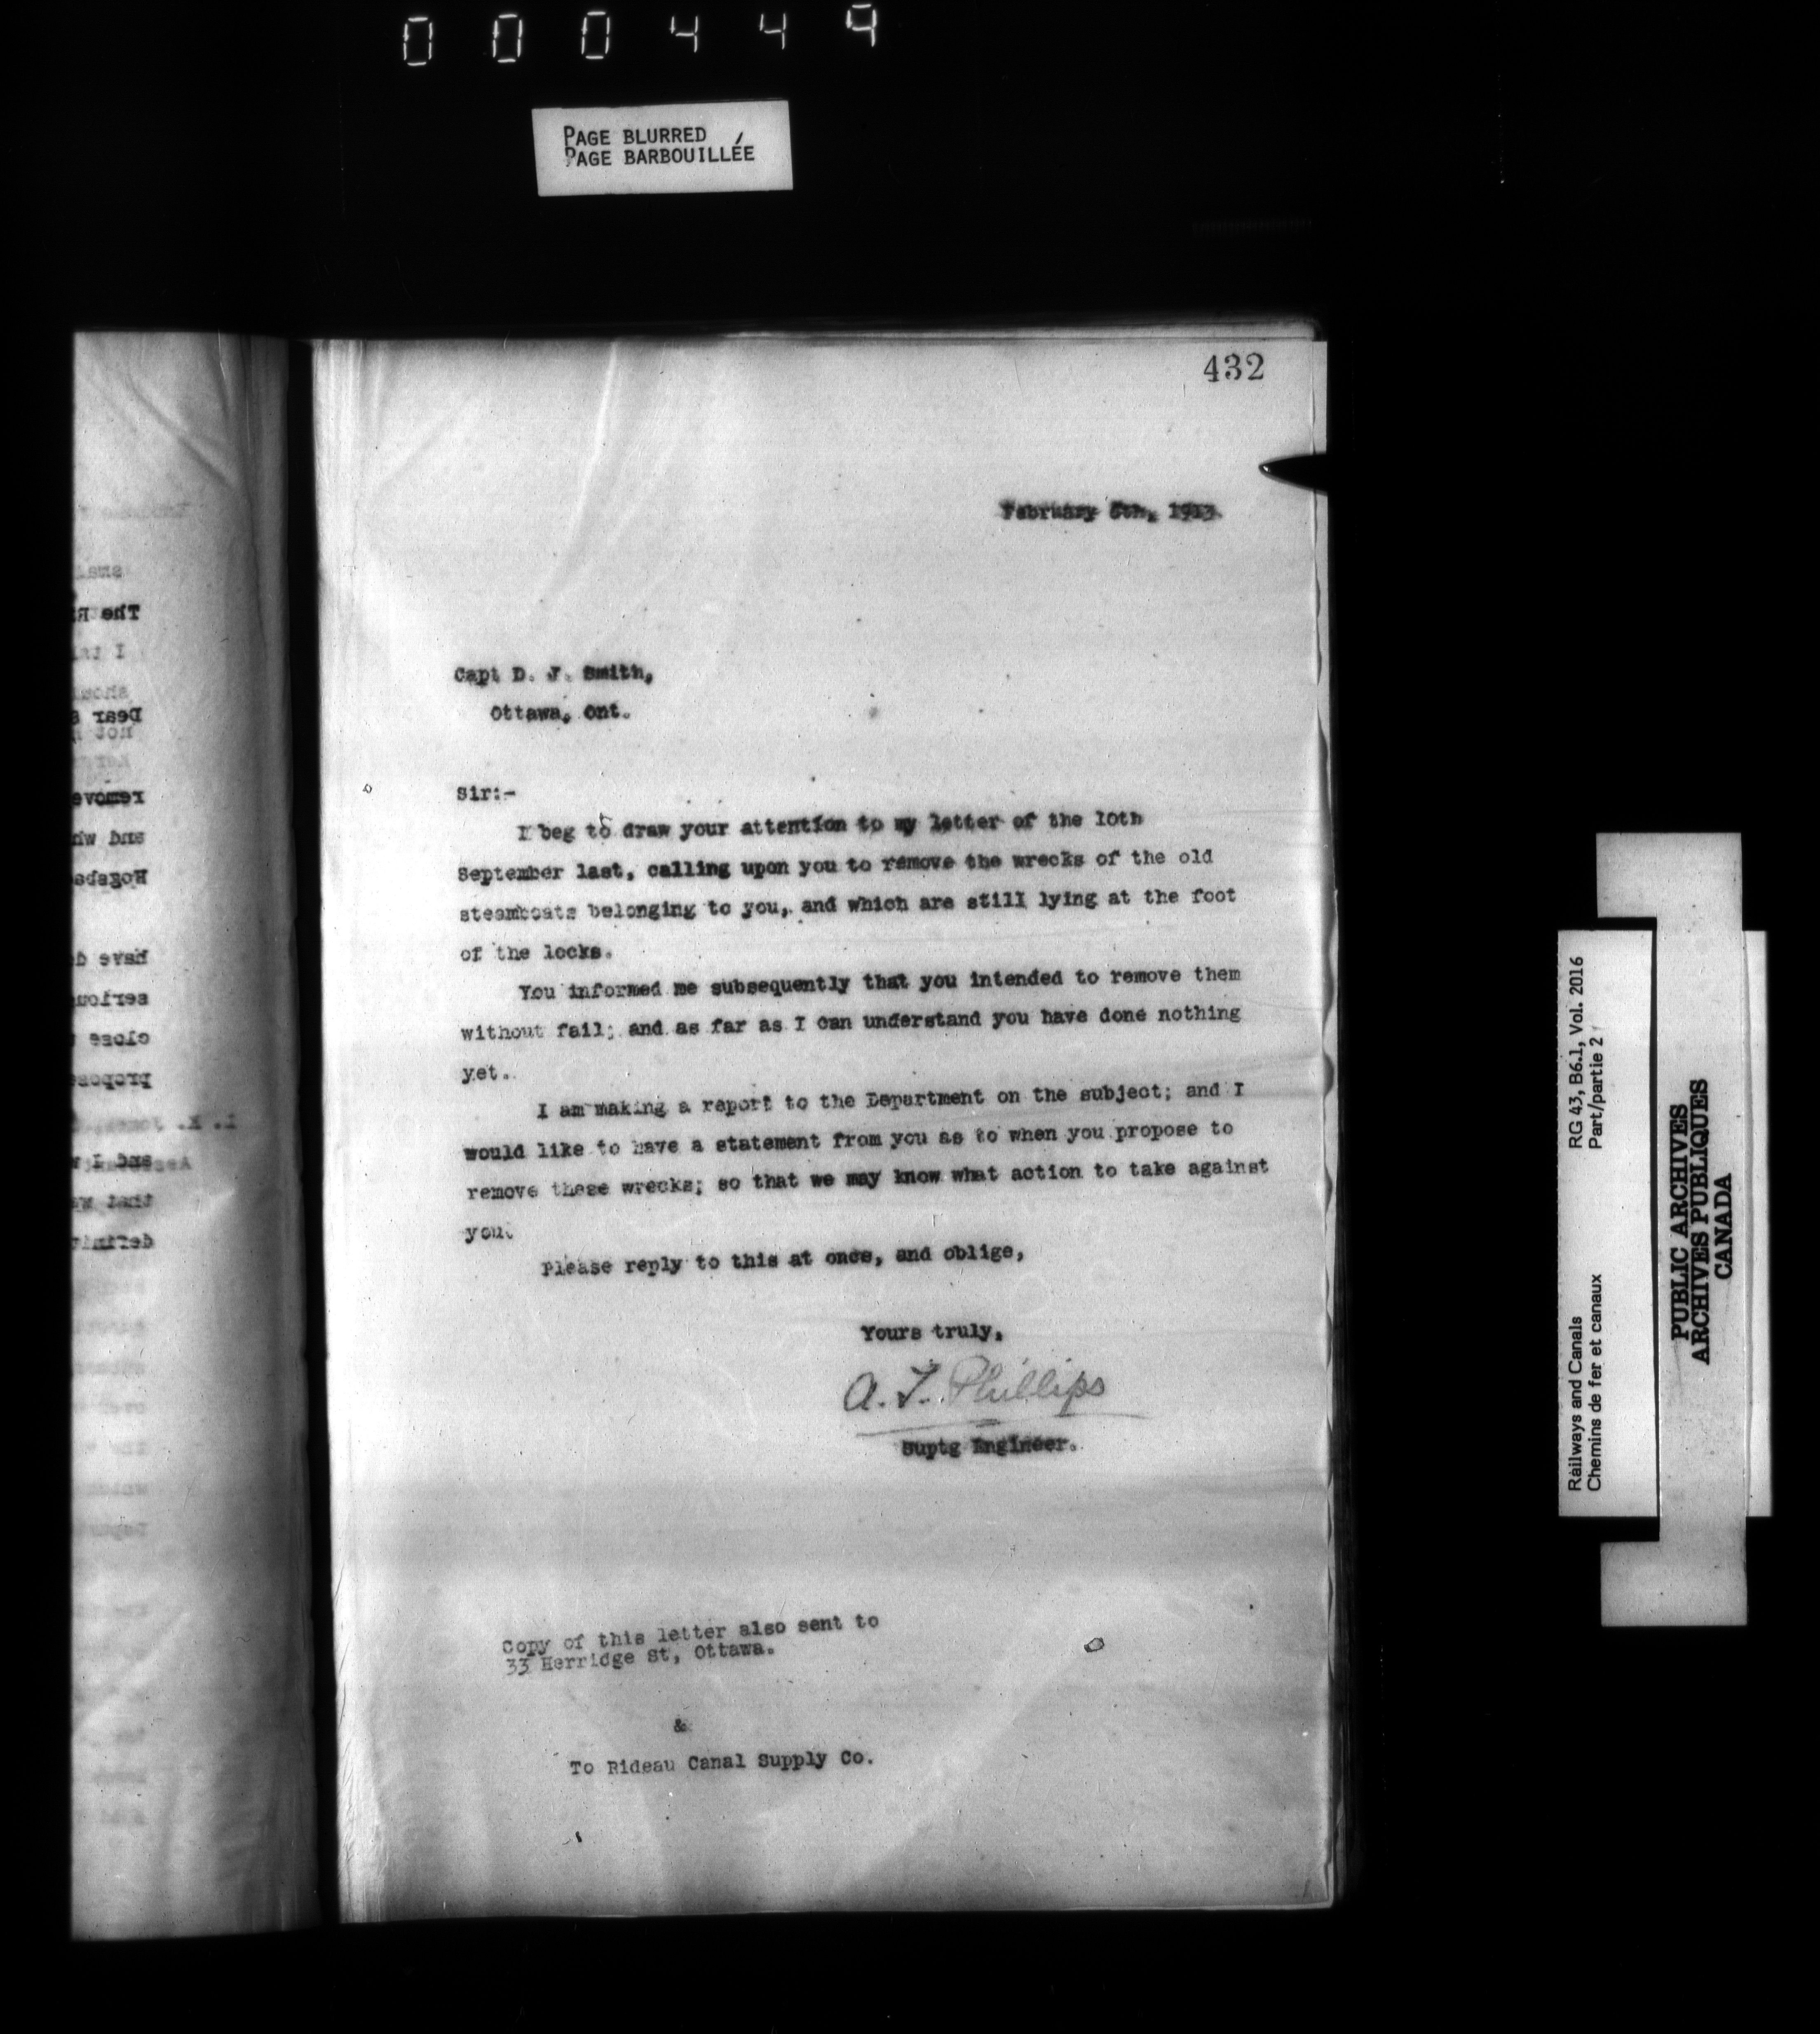 000449
PAGE BLURRED
PAGE BARBOUILLÉE
432
February 5th, 1913.
Capt D. J. Smith,
Ottawa, Ont.
Sir:-
I beg to draw your attention to my letter of the 10th
September last, calling upon you to remove the wrecks of the old
steamboats belonging to you, and which are still lying at the foot
of the locks.
You informed me subsequently that you intended to remove them
without fail; and as far as I can understand you have done nothing
yet.
I am making a report to the Department on the subject; and I
would like to have a statement from you as to when you propose to
remove these wrecks; so that we may know what action to take against
you.
Please reply to this at once, and oblige,
Yours truly,
A. T. Phillips
Suptg Engineer.
Copy of this letter also sent to
33 Herridge St, Ottawa.
&
To Rideau Canal Supply Co.
RG 43, B6.1, Vol. 2016
Part/partie 2
Railways and Canals
Chemins de fer et canaux
PUBLIC ARCHIVES
ARCHIVES PUBLIQUES
CANADA